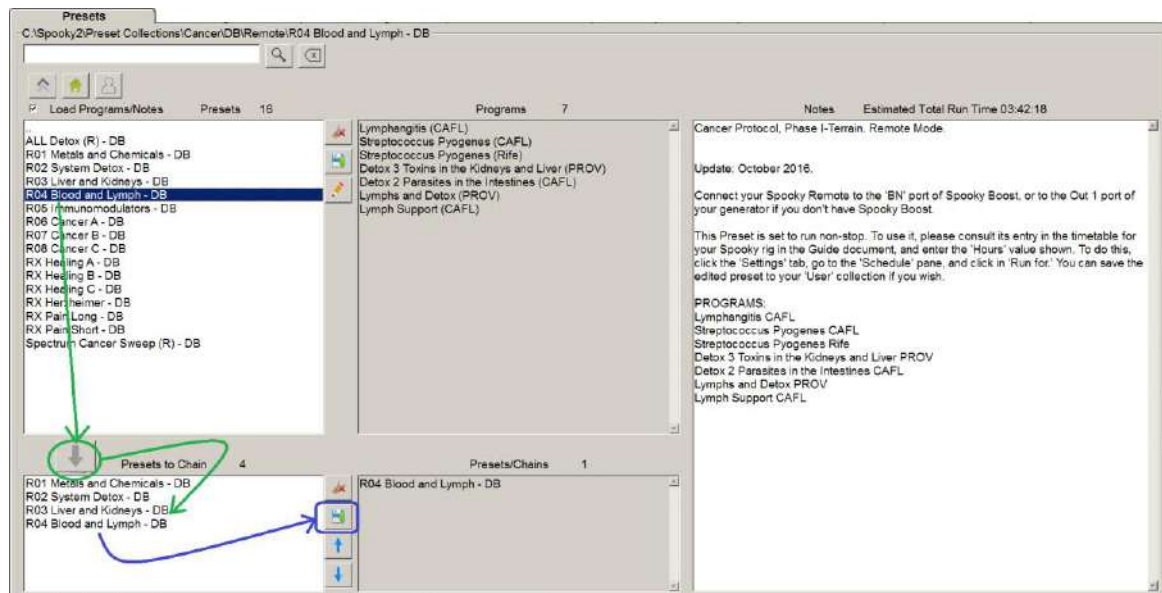 Presets
C:\Spooky2\Preset Collections\Cancer\DB\Remote\R04 Blood and Lymph - DB
Load Programs/Notes Presets 16
..
ALL Detox (R) - DB
R01 Metals and Chemicals - DB
R02 System Detox - DB
R03 Liver and Kidneys - DB
R04 Blood and Lymph - DB
R05 Immunomodulators - DB
R06 Cancer A - DB
R07 Cancer B - DB
R08 Cancer C - DB
RX Healing A - DB
RX Healing B - DB
RX Healing C - DB
RX Herxheimer - DB
RX Pain Long - DB
RX Pain Short - DB
Spectrum Cancer Sweep (R) - DB
Programs 7
Lymphangitis (CAFL)
Streptococcus Pyogenes (CAFL)
Streptococcus Pyogenes (Rife)
Detox 3 Toxins in the Kidneys and Liver (PROV)
Detox 2 Parasites in the Intestines (CAFL)
Lymphs and Detox (PROV)
Lymph Support (CAFL)
Notes Estimated Total Run Time 03:42:18
Cancer Protocol, Phase I-Terrain. Remote Mode.
Update: October 2016.
Connect your Spooky Remote to the 'BN' port of Spooky Boost, or to the Out 1 port of
your generator if you don't have Spooky Boost.
This Preset is set to run non-stop. To use it, please consult its entry in the timetable for
your Spooky rig in the Guide document, and enter the 'Hours' value shown. To do this,
click the 'Settings' tab, go to the 'Schedule' pane, and click in 'Run for.' You can save the
edited preset to your 'User' collection if you wish.
PROGRAMS:
Lymphangitis CAFL
Streptococcus Pyogenes CAFL
Streptococcus Pyogenes Rife
Detox 3 Toxins in the Kidneys and Liver PROV
Detox 2 Parasites in the Intestines CAFL
Lymphs and Detox PROV
Lymph Support CAFL
Presets to Chain 4
R01 Metals and Chemicals - DB
R02 System Detox - DB
R03 Liver and Kidneys - DB
R04 Blood and Lymph - DB
Presets/Chains 1
R04 Blood and Lymph - DB